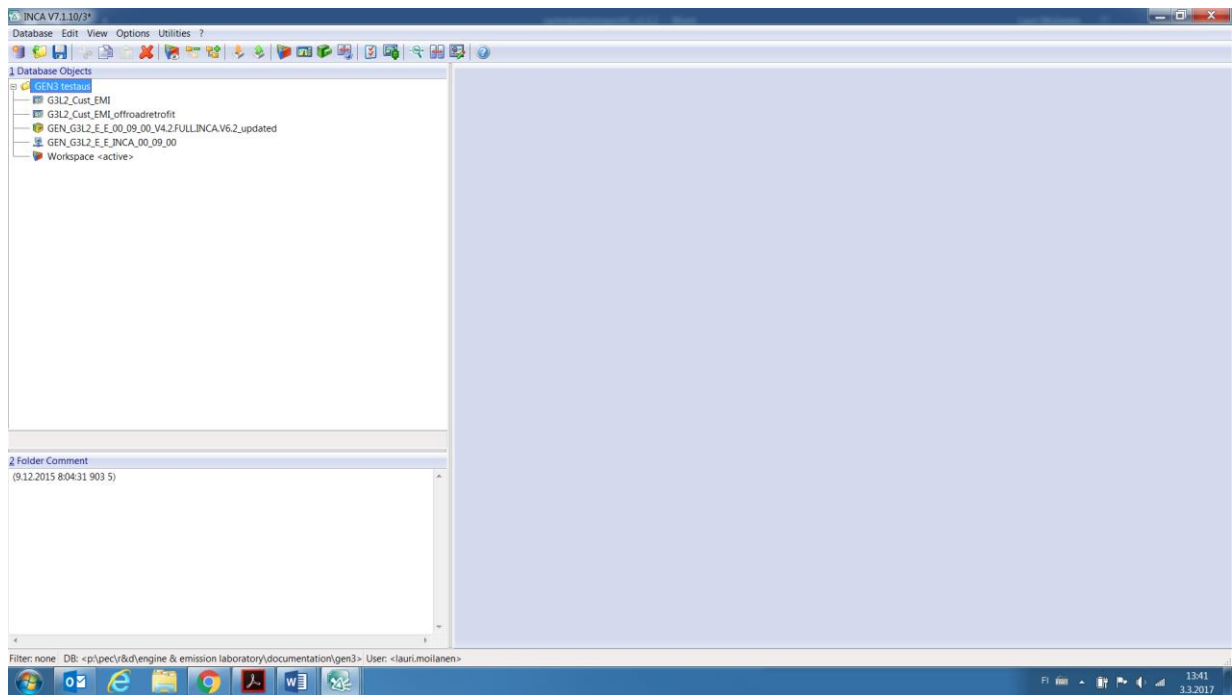 INCA V7.1.10/3*
Database Edit View Options Utilities ?
1 Database Objects
GEN3 testaus
G3L2_Cust_EMI
G3L2_Cust_EMI_offroadretrofit
GEN_G3L2_E_E_00_09_00_V4.2.FULL.INCA.V6.2_updated
GEN_G3L2_E_E_INCA_00_09_00
Workspace <active>
2 Folder Comment
(9.12.2015 8:04:31 903 5)
Filter: none DB: <p:\pec\r&d\engine & emission laboratory\documentation\gen3> User: <lauri.moilanen>
FI 13:41
3.3.2017